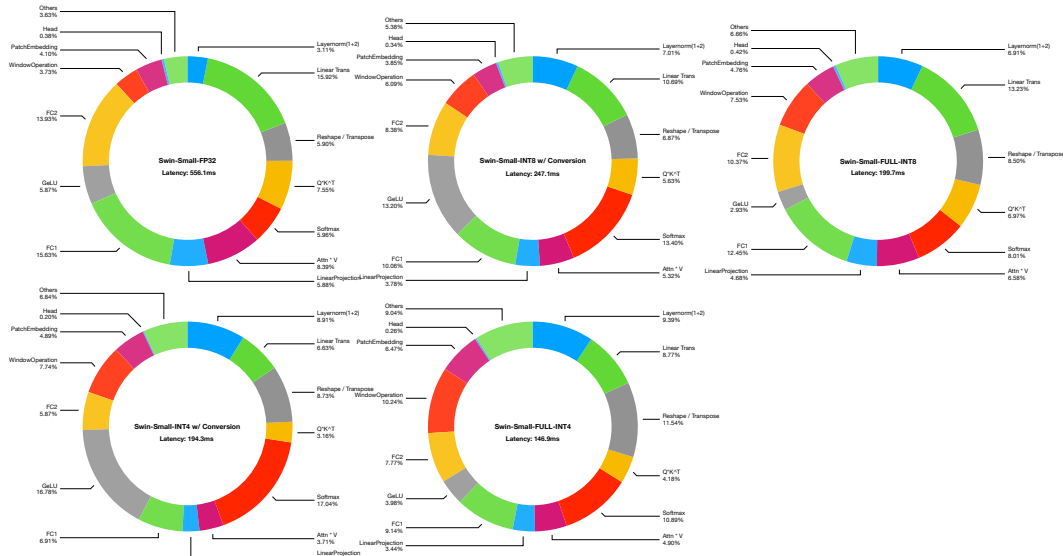 Others
3.63%
Head
0.38%
PatchEmbedding
4.10%
WindowOperation
3.73%
FC2
13.93%
GeLU
5.87%
FC1
15.63%
Layernorm(1+2)
3.11%
Linear Trans
15.92%
Reshape / Transpose
5.90%
Q*K^T
7.55%
Softmax
5.96%
Attn * V
8.39%
LinearProjection
5.88%
Swin-Small-FP32
Latency: 556.1ms
Others
5.38%
Head
0.34%
PatchEmbedding
3.85%
WindowOperation
6.09%
FC2
8.38%
GeLU
13.20%
FC1
10.06%
LinearProjection
3.78%
Layernorm(1+2)
7.01%
Linear Trans
10.69%
Reshape / Transpose
6.87%
Q*K^T
5.63%
Softmax
13.40%
Attn * V
5.32%
Swin-Small-INT8 w/ Conversion
Latency: 247.1ms
Others
6.66%
Head
0.42%
PatchEmbedding
4.76%
WindowOperation
7.53%
FC2
10.37%
GeLU
2.93%
FC1
12.45%
LinearProjection
4.68%
Layernorm(1+2)
6.91%
Linear Trans
13.23%
Reshape / Transpose
8.50%
Q*K^T
6.97%
Softmax
8.01%
Attn * V
6.58%
Swin-Small-FULL-INT8
Latency: 199.7ms
Others
6.84%
Head
0.20%
PatchEmbedding
4.89%
WindowOperation
7.74%
FC2
5.87%
GeLU
16.78%
FC1
6.91%
Layernorm(1+2)
8.91%
Linear Trans
6.63%
Reshape / Transpose
8.73%
Q*K^T
3.16%
Softmax
17.04%
Attn * V
3.71%
LinearProjection
Swin-Small-INT4 w/ Conversion
Latency: 194.3ms
Others
9.04%
Head
0.26%
PatchEmbedding
6.47%
WindowOperation
10.24%
FC2
7.77%
GeLU
3.98%
FC1
9.14%
LinearProjection
3.44%
Layernorm(1+2)
9.39%
Linear Trans
8.77%
Reshape / Transpose
11.54%
Q*K^T
4.18%
Softmax
10.89%
Attn * V
4.90%
Swin-Small-FULL-INT4
Latency: 146.9ms